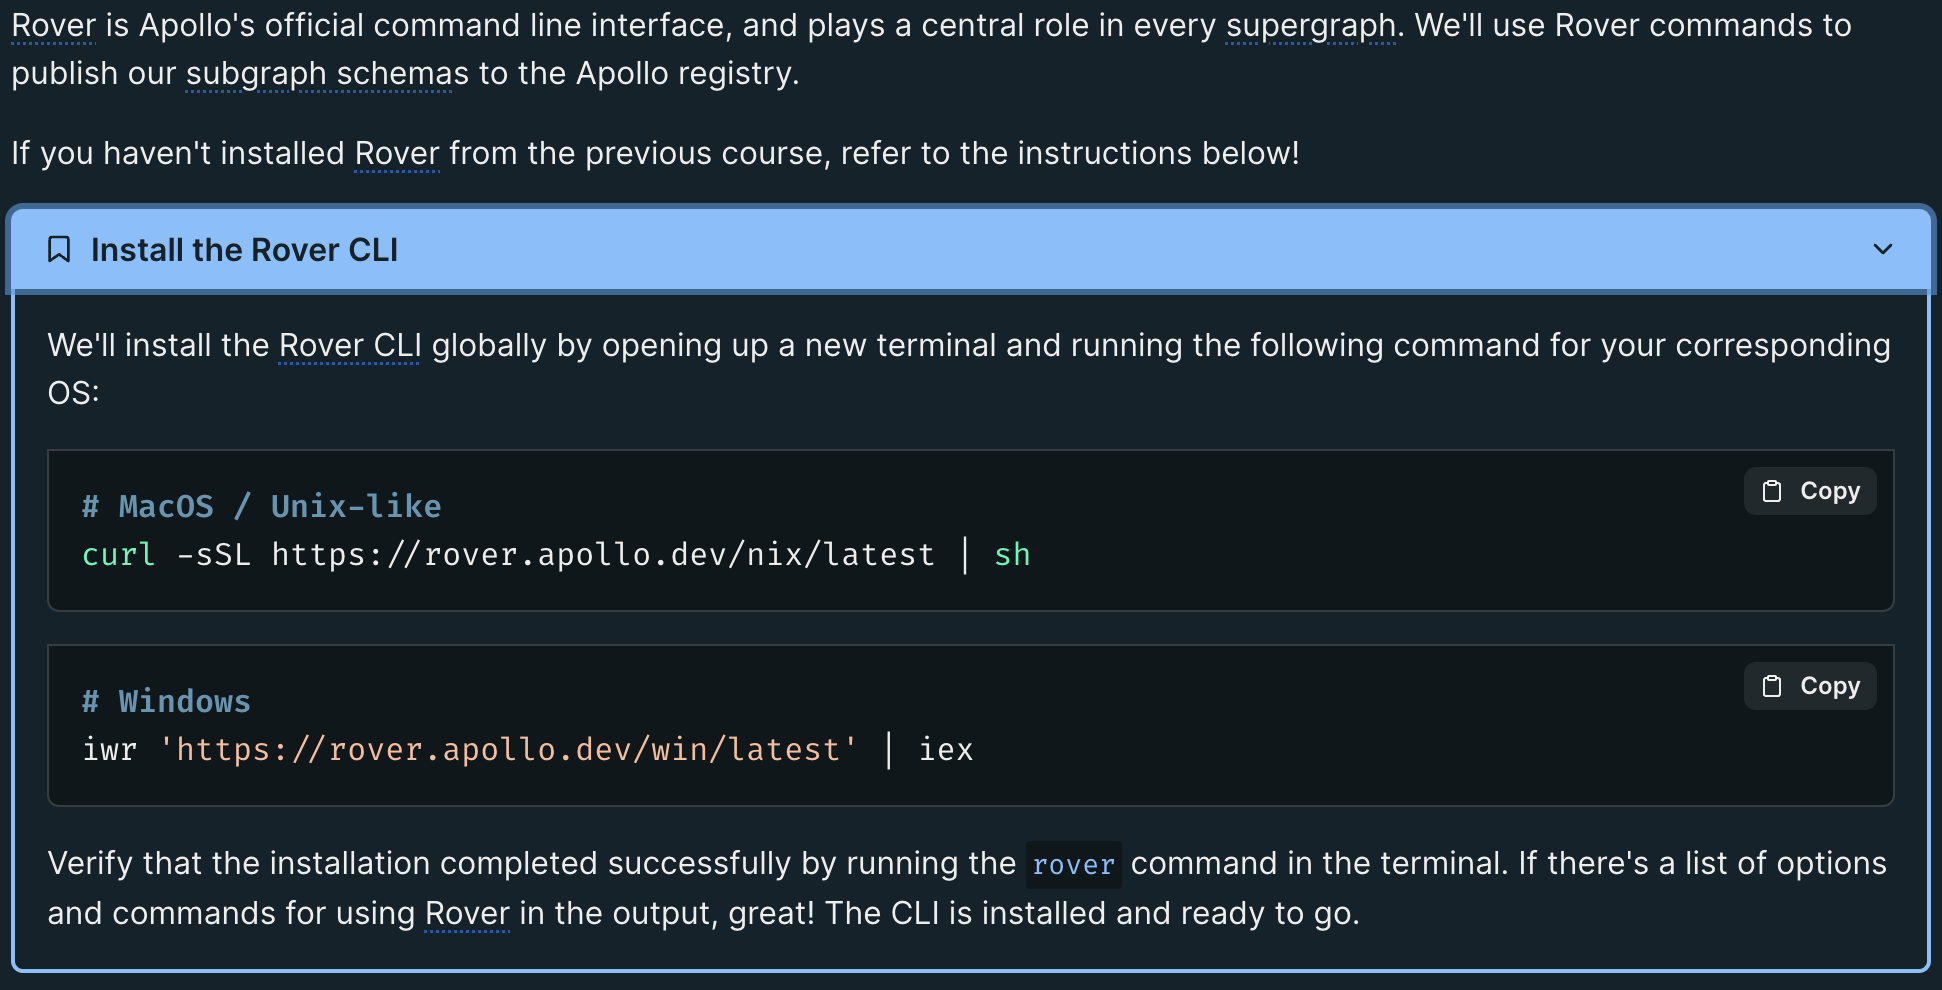 Rover is Apollo's official command line interface, and plays a central role in every supergraph. We'll use Rover commands to
publish our subgraph schemas to the Apollo registry.
If you haven't installed Rover from the previous course, refer to the instructions below!
Install the Rover CLI
We'll install the Rover CLI globally by opening up a new terminal and running the following command for your corresponding
OS:
# MacOS / Unix-like
Copy
curl -sSL https://rover.apollo.dev/nix/latest | sh
# Windows
Copy
iwr 'https://rover.apollo.dev/win/latest' | iex
Verify that the installation completed successfully by running the rover command in the terminal. If there's a list of options
and commands for using Rover in the output, great! The CLI is installed and ready to go.